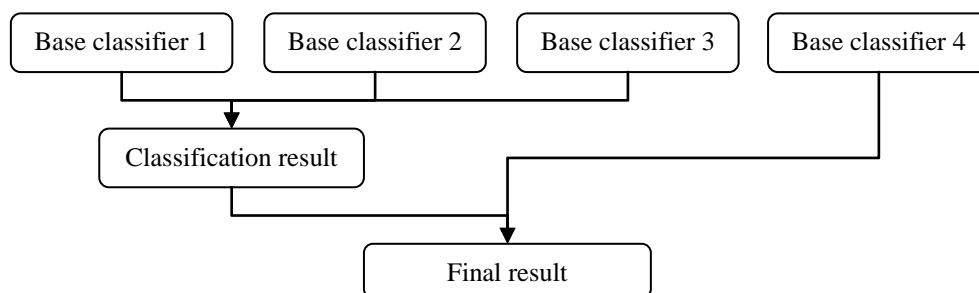 Base classifier 1
Base classifier 2
Base classifier 3
Base classifier 4
Classification result
Final result